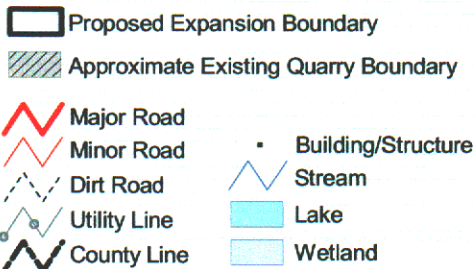 Proposed Expansion Boundary
Approximate Existing Quarry Boundary
Major Road
Minor Road
Dirt Road
Utility Line
County Line
Building/Structure
Stream
Lake
Wetland